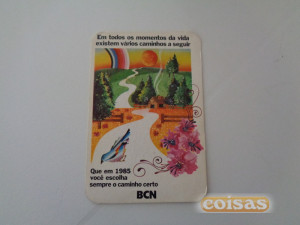 Em todos os momentos da vida
existem vários caminhos a seguir
Que em 1985
você escolha
sempre o caminho certo
BCN
coisas